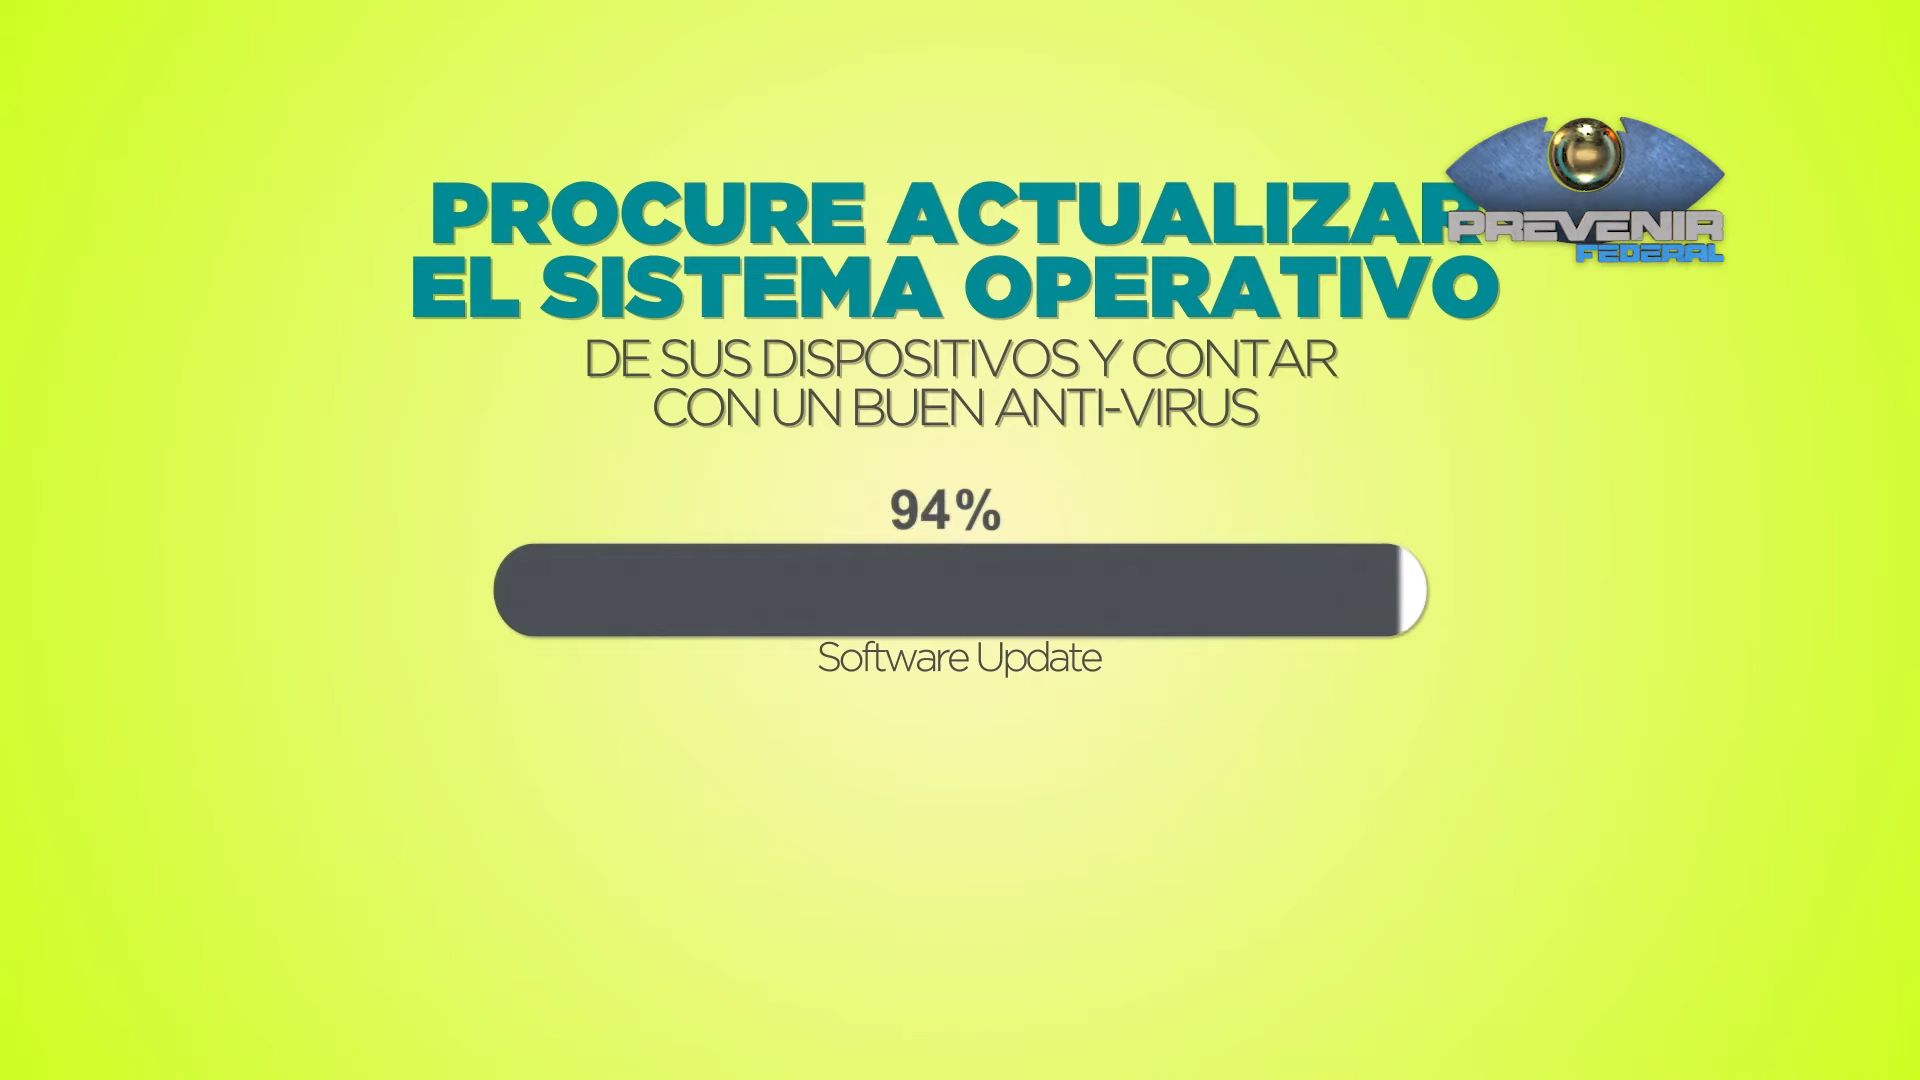 PROCURE ACTUALIZAR
EL SISTEMA OPERATIVO
DE SUS DISPOSITIVOS Y CONTAR
CON UN BUEN ANTI-VIRUS
94%
Software Update
PREVENIR
FEDERAL